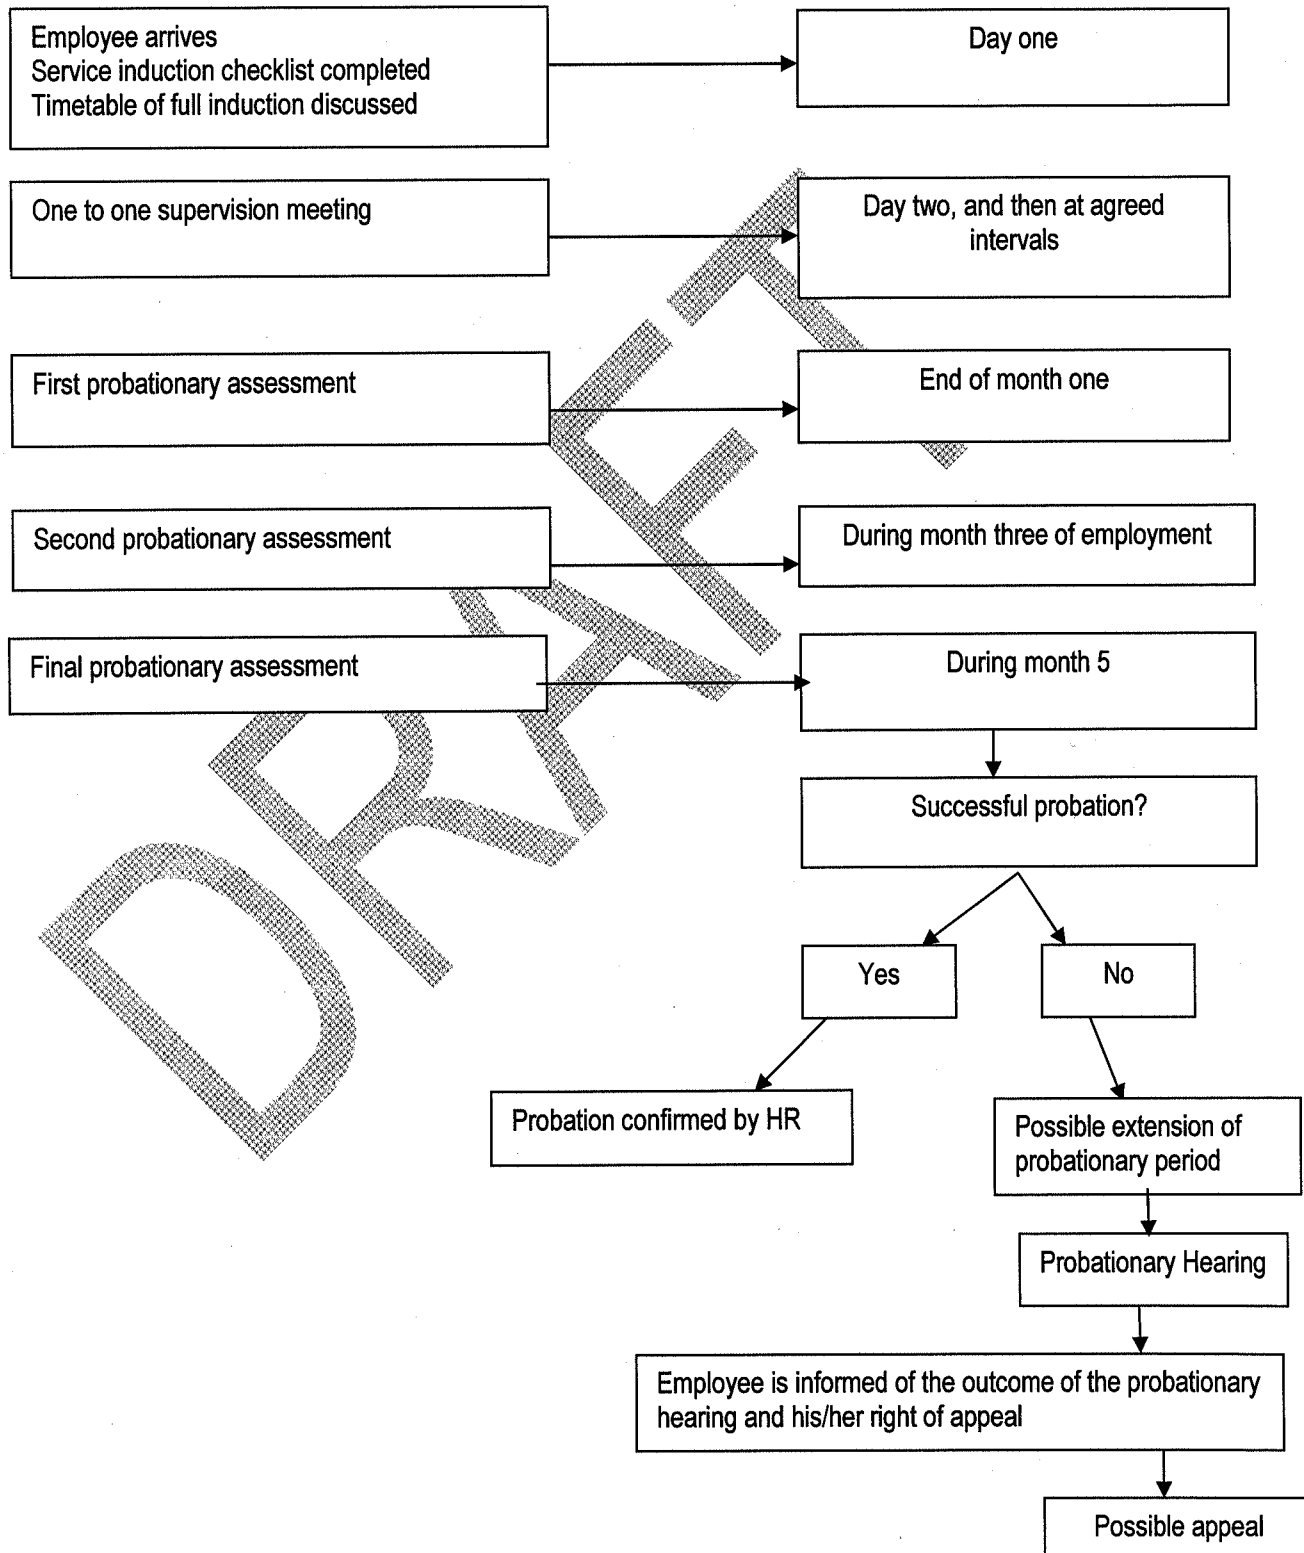 Employee arrives
Service induction checklist completed
Timetable of full induction discussed
Day one
One to one supervision meeting
Day two, and then at agreed
intervals
First probationary assessment
End of month one
Second probationary assessment
During month three of employment
Final probationary assessment
During month 5
Successful probation?
Yes
No
Probation confirmed by HR
Possible extension of
probationary period
Probationary Hearing
Employee is informed of the outcome of the probationary
hearing and his/her right of appeal
Possible appeal
DRAFT